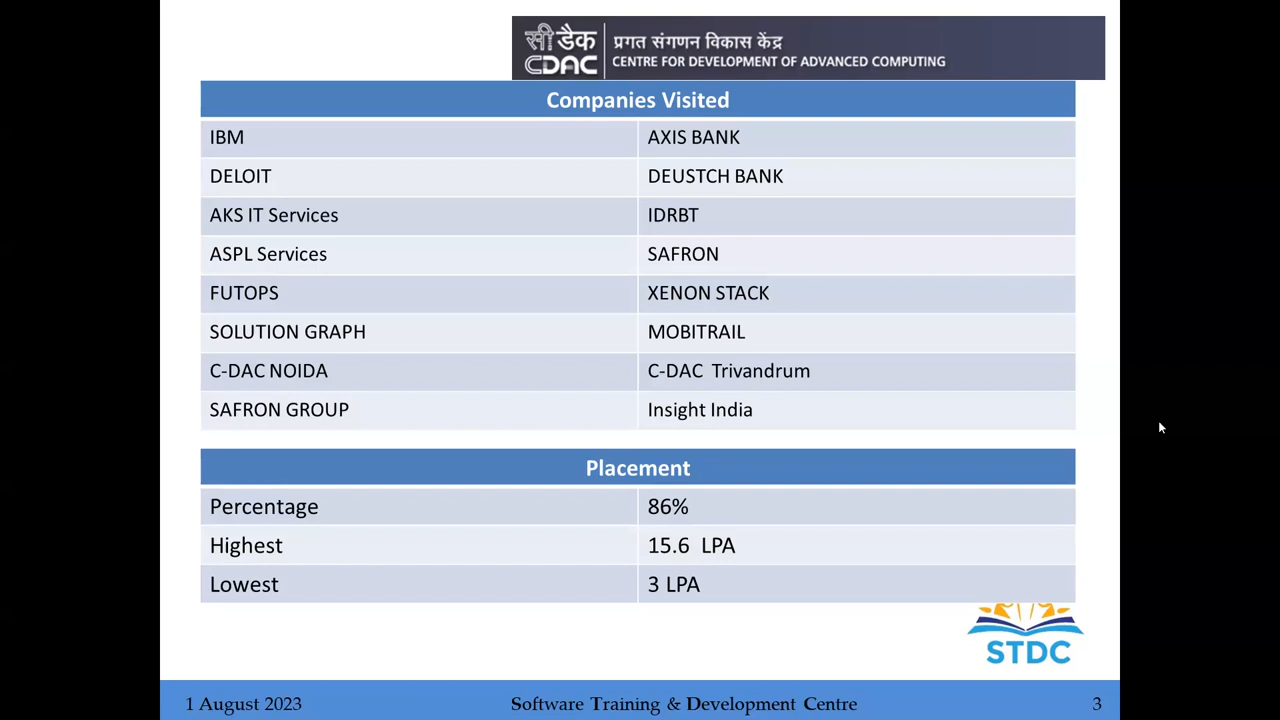 सी डैक
CDAC
प्रगत संगणन विकास केंद्र
CENTRE FOR DEVELOPMENT OF ADVANCED COMPUTING
Companies Visited
IBM AXIS BANK
DELOIT DEUSTCH BANK
AKS IT Services IDRBT
ASPL Services SAFRON
FUTOPS XENON STACK
SOLUTION GRAPH MOBITRAIL
C-DAC NOIDA C-DAC Trivandrum
SAFRON GROUP Insight India
Placement
Percentage 86%
Highest 15.6 LPA
Lowest 3 LPA
STDC
1 August 2023 Software Training & Development Centre 3